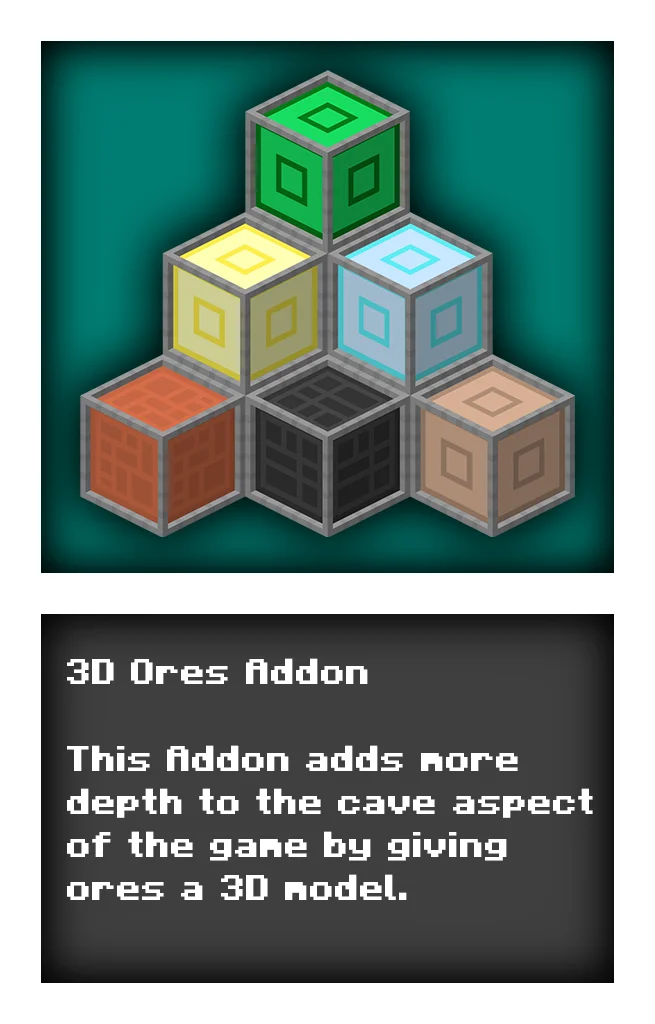 3D Ores Addon
This Addon adds more
depth to the cave aspect
of the game by giving
ores a 3D model.